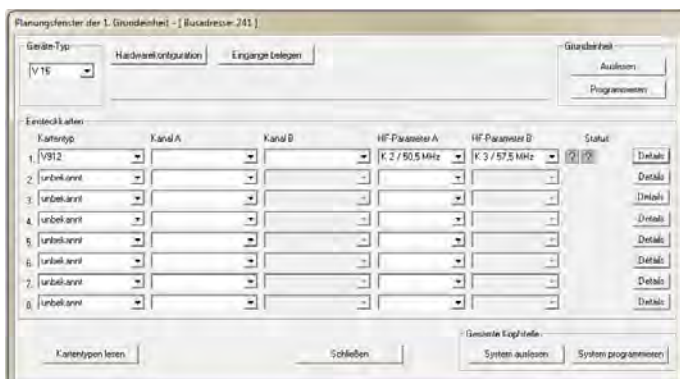 Planungsfenster der 1. Grundeinheit - [ Busadresse: 241 ]
Geräte-Typ
Grundeinheit
V 16
Hardwarekonfiguration
Eingänge belegen
Auslesen
Programmieren
Einsteckkarten
Kartentyp Kanal A Kanal B HF-Parameter A HF-Parameter B Status
1. V912 K 2 / 50,5 MHz K 3 / 57,5 MHz ? ? Details
2. unbekannt Details
3. unbekannt Details
4. unbekannt Details
5. unbekannt Details
6. unbekannt Details
7. unbekannt Details
8. unbekannt Details
Gesamte Kopfstelle
Kartentypen lesen Schließen System auslesen System programmieren